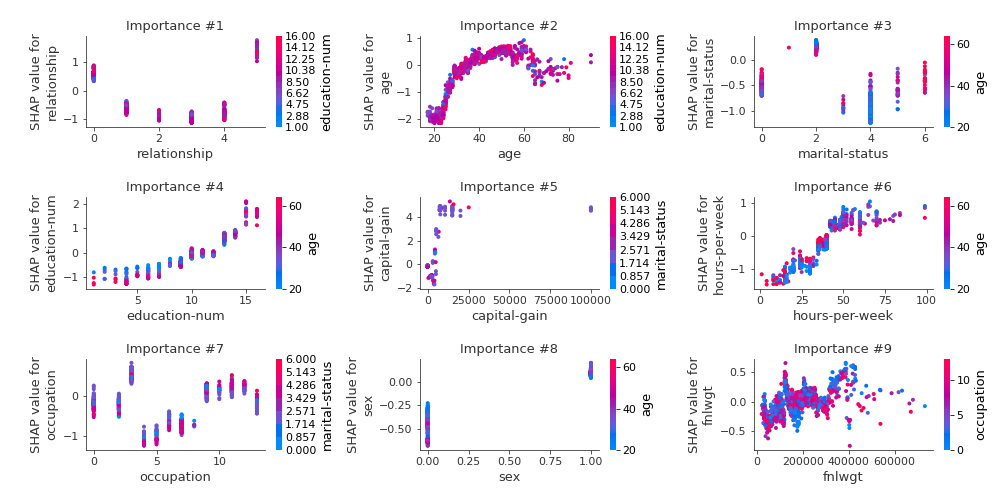 Importance #1
Importance #2
Importance #3
SHAP value for
relationship
1
0
−1
0
2
4
relationship
16.00
14.12
12.25
10.38
8.50
6.62
4.75
2.88
1.00
education-num
SHAP value for
age
1
0
−1
−2
20
40
60
80
age
16.00
14.12
12.25
10.38
8.50
6.62
4.75
2.88
1.00
education-num
SHAP value for
marital-status
0.0
−0.5
−1.0
0
2
4
6
marital-status
60
40
20
age
Importance #4
Importance #5
Importance #6
SHAP value for
education-num
2
1
0
−1
5
10
15
education-num
60
40
20
age
SHAP value for
capital-gain
4
2
0
−2
0
25000
50000
75000
100000
capital-gain
6.000
5.143
4.286
3.429
2.571
1.714
0.857
0.000
marital-status
SHAP value for
hours-per-week
1
0
−1
0
25
50
75
100
hours-per-week
60
40
20
age
Importance #7
Importance #8
Importance #9
SHAP value for
occupation
0
−1
0
5
10
occupation
6.000
5.143
4.286
3.429
2.571
1.714
0.857
0.000
marital-status
SHAP value for
sex
0.00
−0.25
−0.50
0.00
0.25
0.50
0.75
1.00
sex
60
40
20
age
SHAP value for
fnlwgt
0.5
0.0
−0.5
0
200000
400000
600000
fnlwgt
10
5
0
occupation